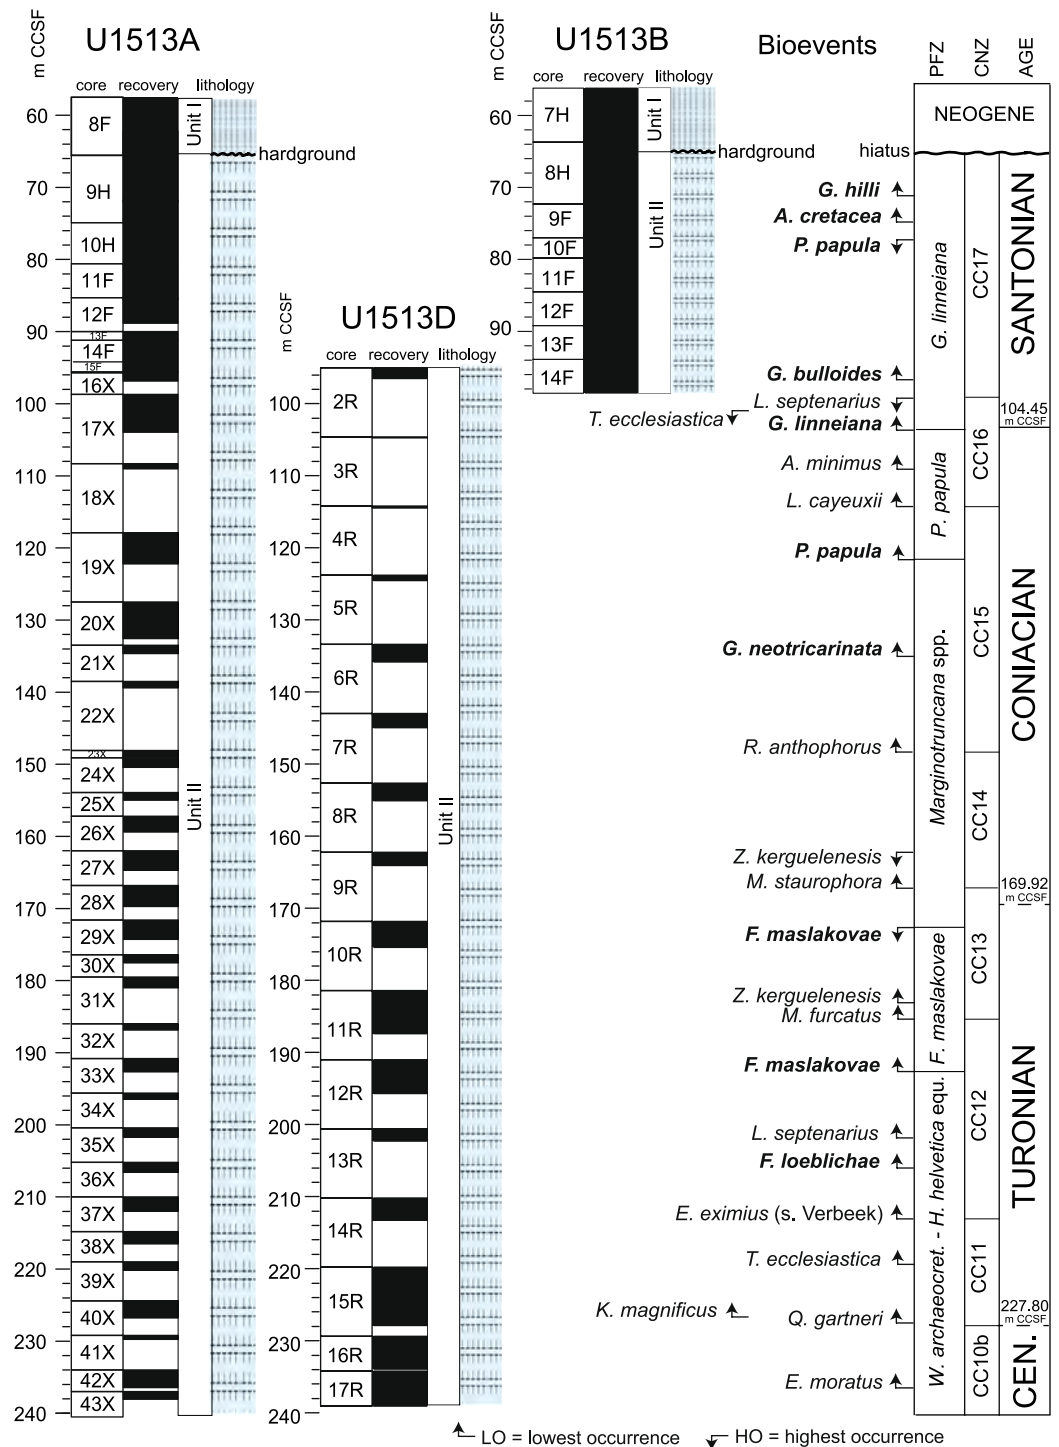 U1513A
m CCSF
core recovery lithology
60
70
80
90
100
110
120
130
140
150
160
170
180
190
200
210
220
230
240
8F
9H
10H
11F
12F
13F
14F
15F
16X
17X
18X
19X
20X
21X
22X
23X
24X
25X
26X
27X
28X
29X
30X
31X
32X
33X
34X
35X
36X
37X
38X
39X
40X
41X
42X
43X
Unit I
Unit II
hardground
U1513D
m CCSF
core recovery lithology
100
110
120
130
140
150
160
170
180
190
200
210
220
230
240
2R
3R
4R
5R
6R
7R
8R
9R
10R
11R
12R
13R
14R
15R
16R
17R
Unit II
U1513B
m CCSF
core recovery lithology
60
70
80
90
7H
8H
9F
10F
11F
12F
13F
14F
Unit I
Unit II
hardground
Bioevents
hiatus
G. hilli
A. cretacea
P. papula
G. bulloides
L. septenarius
T. ecclesiastica
G. linneiana
A. minimus
L. cayeuxii
P. papula
G. neotricarinata
R. anthophorus
Z. kerguelenesis
M. staurophora
F. maslakovae
Z. kerguelenesis
M. furcatus
F. maslakovae
L. septenarius
F. loeblichae
E. eximius (s. Verbeek)
T. ecclesiastica
K. magnificus
Q. gartneri
E. moratus
PFZ
CNZ
AGE
NEOGENE
G. linneiana
P. papula
Marginotruncana spp.
F. maslakovae
W. archaeocret. - H. helvetica equ.
CC17
CC16
CC15
CC14
CC13
CC12
CC11
CC10b
SANTONIAN
104.45
m CCSF
CONIACIAN
169.92
m CCSF
TURONIAN
227.80
m CCSF
CEN.
LO = lowest occurrence
HO = highest occurrence